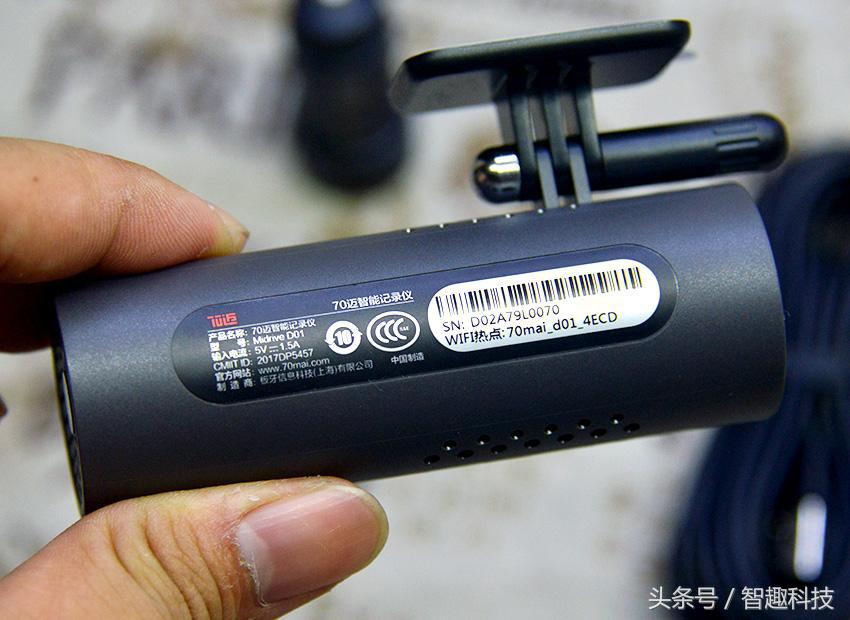 70迈
70迈智能记录仪
产品名称: 70迈智能记录仪
型 号: Midrive D01
输入电流: 5V⎓1.5A
CMIIT ID: 2017DP5457
官方网站: www.70mai.com
制 造 商: 板牙信息科技(上海)有限公司
10
CCC
中国制造
SN: D02A79L0070
WIFI热点:70mai_d01_4ECD
头条号 / 智趣科技